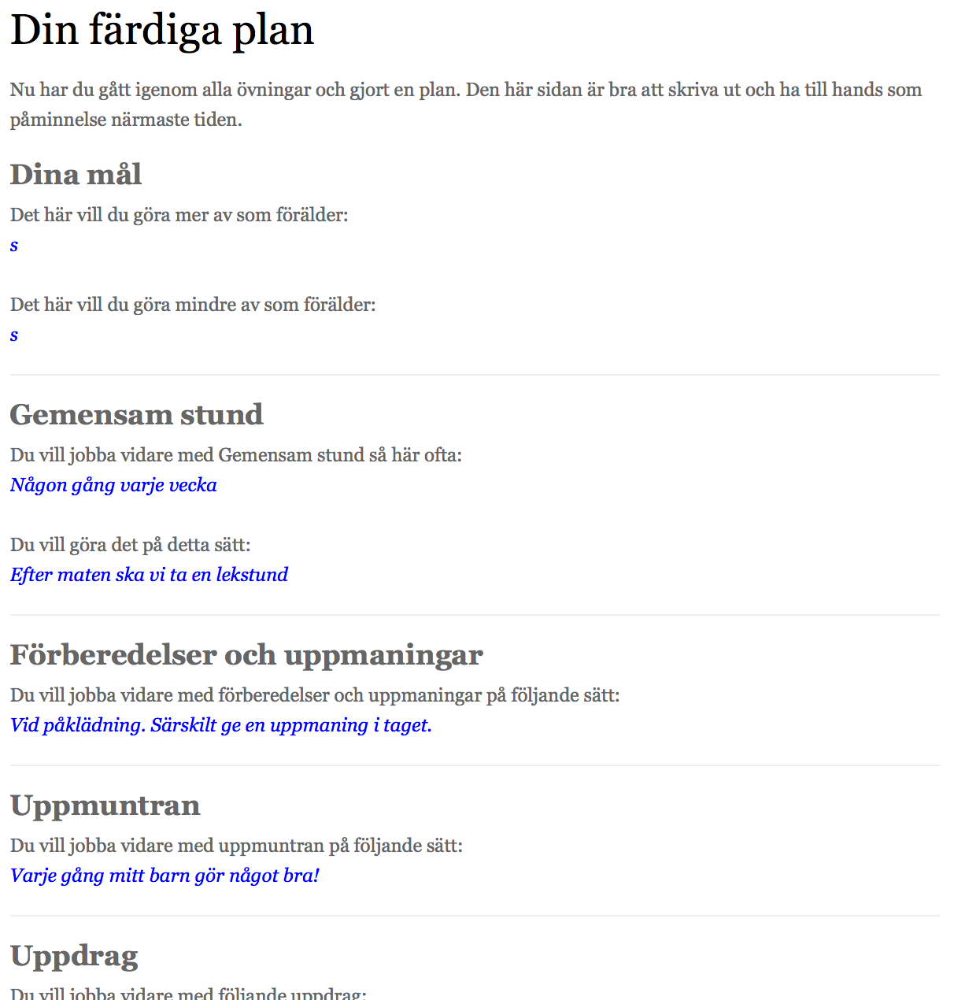 Din färdiga plan
Nu har du gått igenom alla övningar och gjort en plan. Den här sidan är bra att skriva ut och ha till hands som
påminnelse närmaste tiden.
Dina mål
Det här vill du göra mer av som förälder:
s
Det här vill du göra mindre av som förälder:
s
Gemensam stund
Du vill jobba vidare med Gemensam stund så här ofta:
Någon gång varje vecka
Du vill göra det på detta sätt:
Efter maten ska vi ta en lekstund
Förberedelser och uppmaningar
Du vill jobba vidare med förberedelser och uppmaningar på följande sätt:
Vid påklädning. Särskilt ge en uppmaning i taget.
Uppmuntran
Du vill jobba vidare med uppmuntran på följande sätt:
Varje gång mitt barn gör något bra!
Uppdrag
Du vill jobba vidare med följande uppdrag: